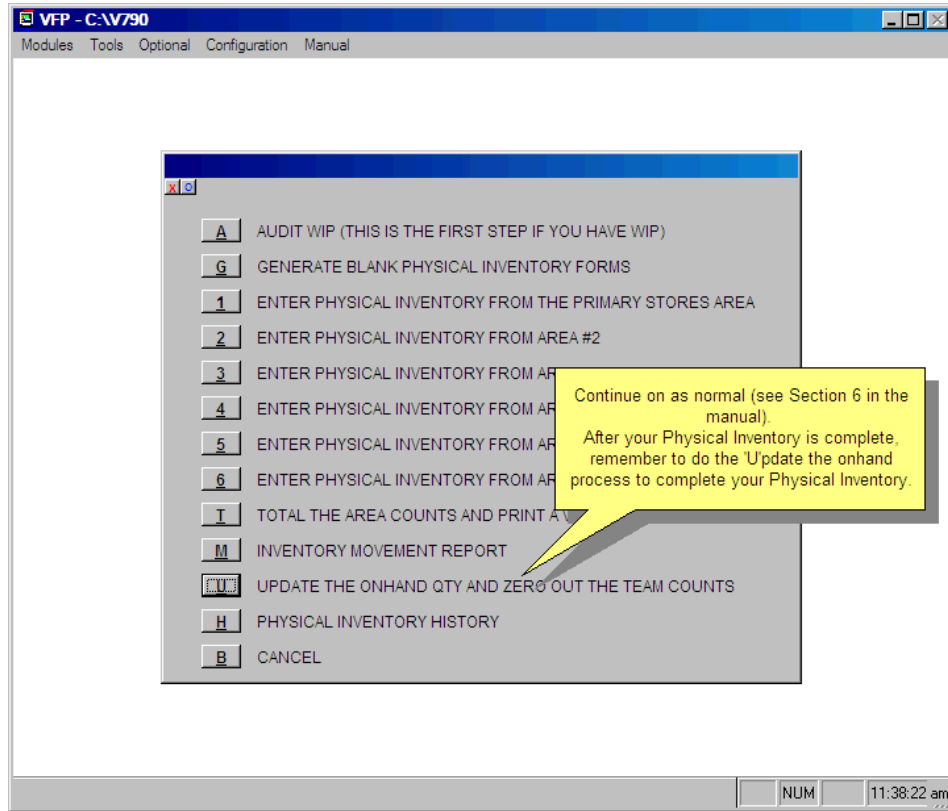 VFP - C:\V790
Modules Tools Optional Configuration Manual
X O
A AUDIT WIP (THIS IS THE FIRST STEP IF YOU HAVE WIP)
G GENERATE BLANK PHYSICAL INVENTORY FORMS
1 ENTER PHYSICAL INVENTORY FROM THE PRIMARY STORES AREA
2 ENTER PHYSICAL INVENTORY FROM AREA #2
3 ENTER PHYSICAL INVENTORY FROM AR
4 ENTER PHYSICAL INVENTORY FROM AR
5 ENTER PHYSICAL INVENTORY FROM AR
6 ENTER PHYSICAL INVENTORY FROM AR
T TOTAL THE AREA COUNTS AND PRINT A
M INVENTORY MOVEMENT REPORT
U UPDATE THE ONHAND QTY AND ZERO OUT THE TEAM COUNTS
H PHYSICAL INVENTORY HISTORY
B CANCEL
Continue on as normal (see Section 6 in the
manual).
After your Physical Inventory is complete,
remember to do the 'U'pdate the onhand
process to complete your Physical Inventory.
NUM 11:38:22 am